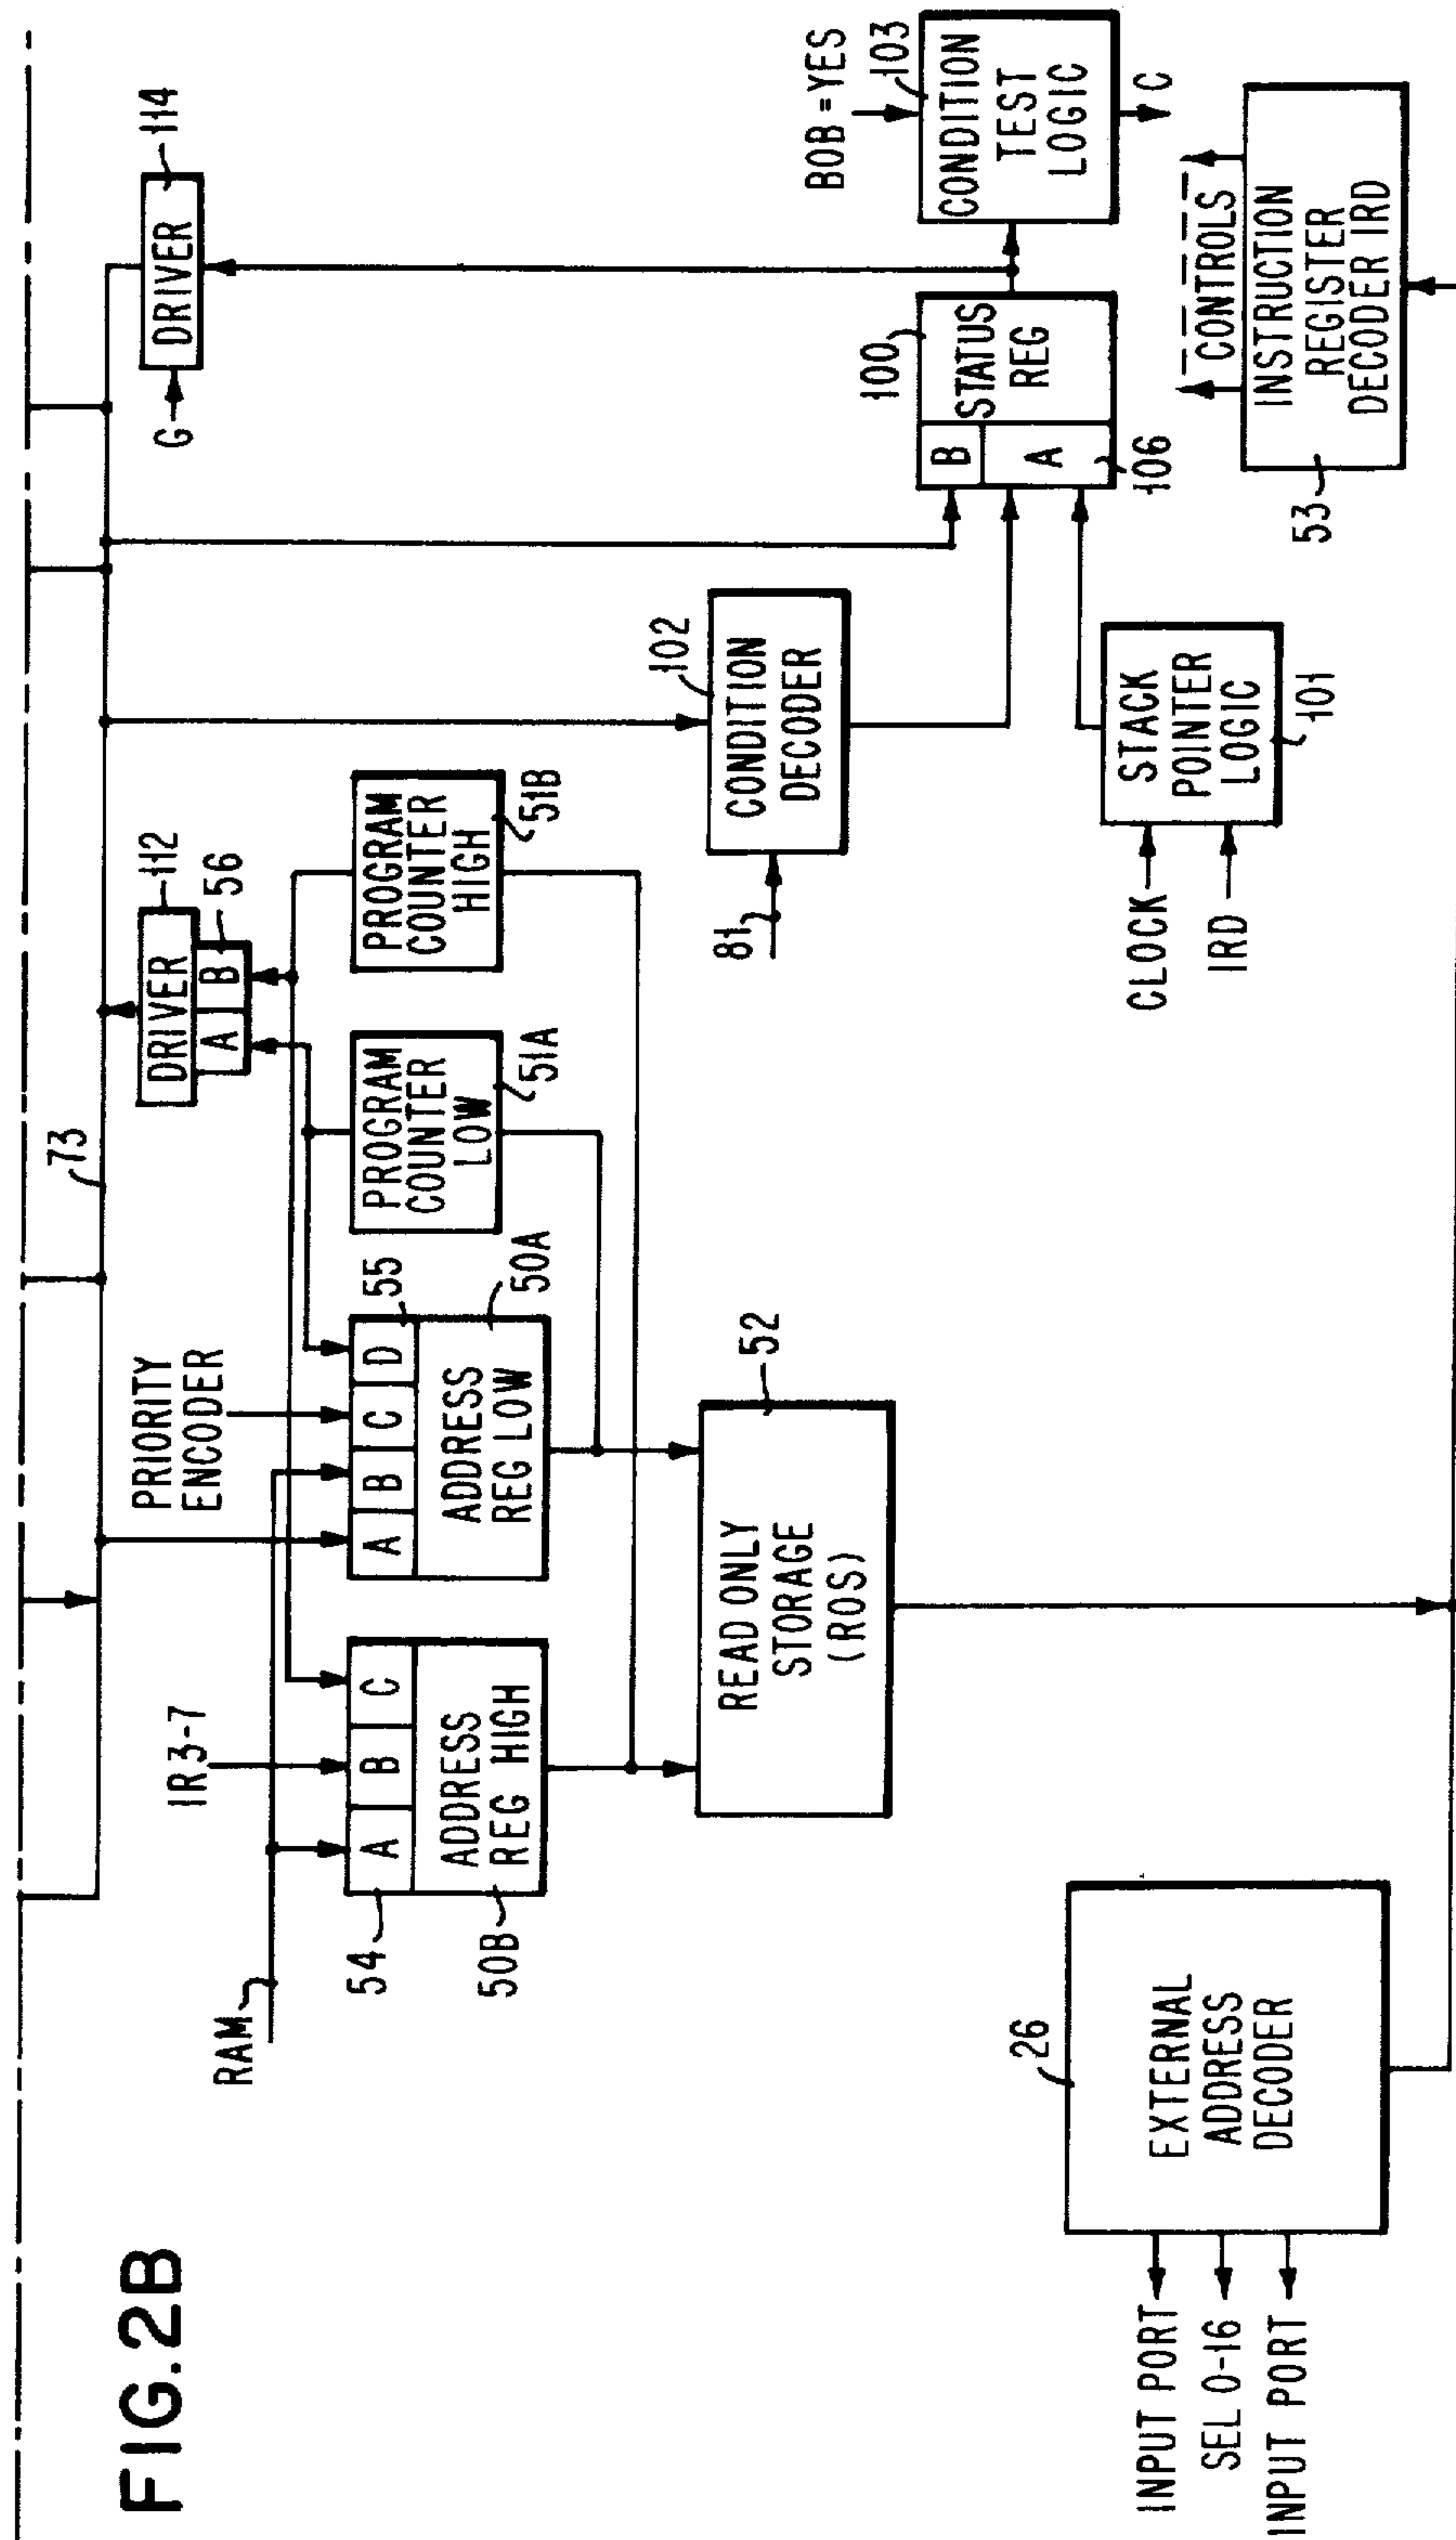 FIG.2B
73
DRIVER
112
A
B
56
G
DRIVER
114
RAM
IR3-7
PRIORITY
ENCODER
54
A
B
C
ADDRESS
REG HIGH
50B
A
B
C
D
55
ADDRESS
REG LOW
50A
PROGRAM
COUNTER
LOW
51A
PROGRAM
COUNTER
HIGH
51B
READ ONLY
STORAGE
(ROS)
52
81
CONDITION
DECODER
102
100
B
A
STATUS
REG
106
BOB=YES
103
CONDITION
TEST
LOGIC
C
CLOCK
IRD
STACK
POINTER
LOGIC
101
CONTROLS
INSTRUCTION
REGISTER
DECODER IRD
53
26
EXTERNAL
ADDRESS
DECODER
INPUT PORT
SEL 0-16
INPUT PORT